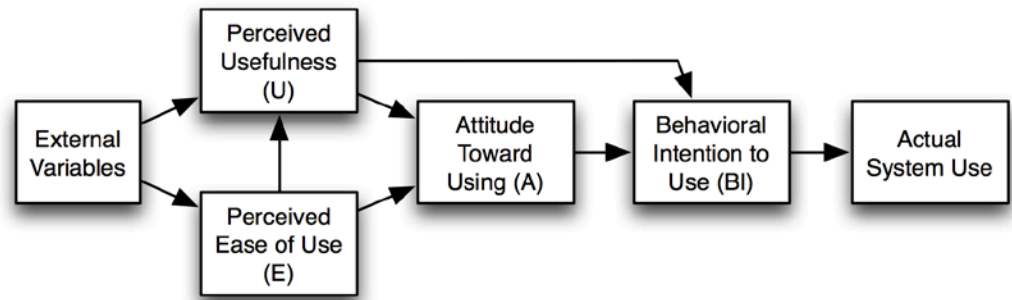 External
Variables
Perceived
Usefulness
(U)
Perceived
Ease of Use
(E)
Attitude
Toward
Using (A)
Behavioral
Intention to
Use (BI)
Actual
System Use